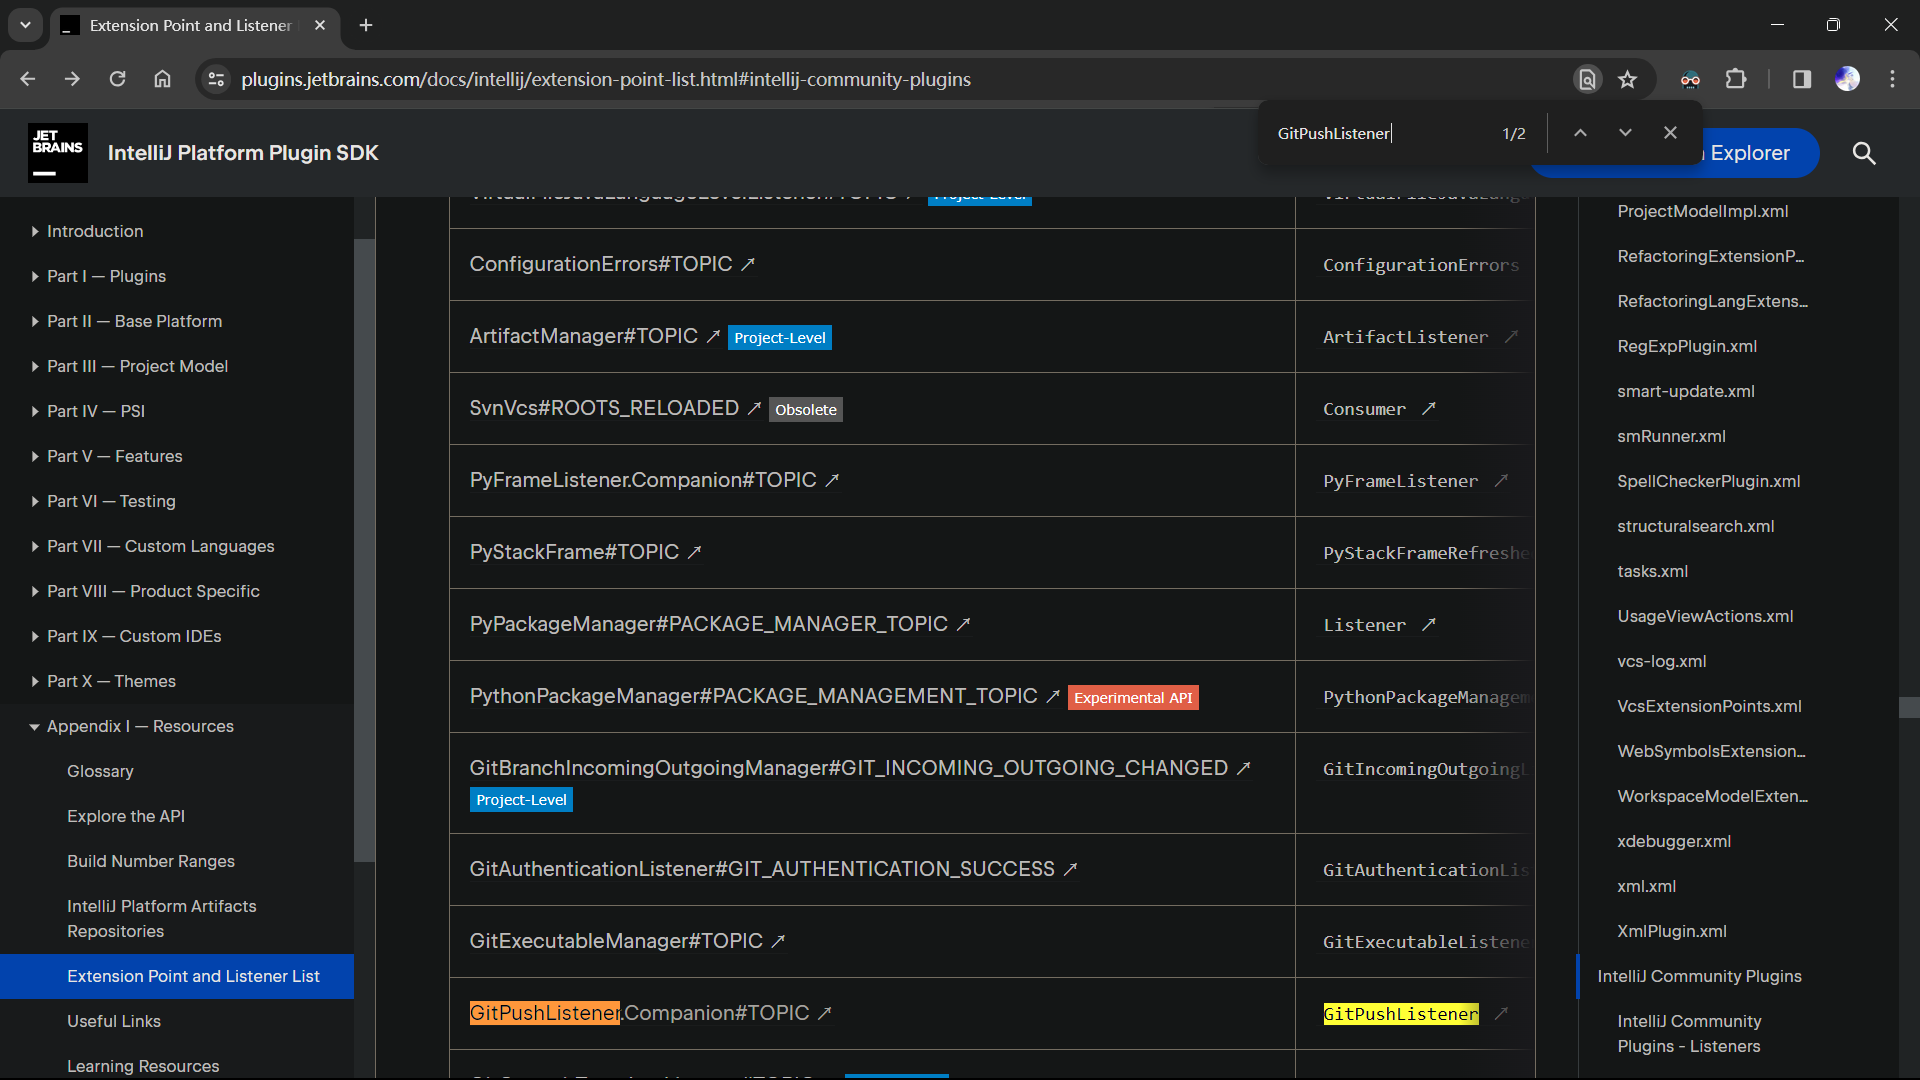 Extension Point and Listener
plugins.jetbrains.com/docs/intellij/extension-point-list.html#intellij-community-plugins
GitPushListener
1/2
JET
BRAINS
IntelliJ Platform Plugin SDK
Explorer
Introduction
Part I — Plugins
Part II — Base Platform
Part III — Project Model
Part IV — PSI
Part V — Features
Part VI — Testing
Part VII — Custom Languages
Part VIII — Product Specific
Part IX — Custom IDEs
Part X — Themes
Appendix I — Resources
Glossary
Explore the API
Build Number Ranges
IntelliJ Platform Artifacts
Repositories
Extension Point and Listener List
Useful Links
Learning Resources
Project-Level
ConfigurationErrors#TOPIC ↗
ConfigurationErrors
ArtifactManager#TOPIC ↗ Project-Level
ArtifactListener ↗
SvnVcs#ROOTS_RELOADED ↗ Obsolete
Consumer ↗
PyFrameListener.Companion#TOPIC ↗
PyFrameListener ↗
PyStackFrame#TOPIC ↗
PyStackFrameRefreshe
PyPackageManager#PACKAGE_MANAGER_TOPIC ↗
Listener ↗
PythonPackageManager#PACKAGE_MANAGEMENT_TOPIC ↗ Experimental API
PythonPackageManagem
GitBranchIncomingOutgoingManager#GIT_INCOMING_OUTGOING_CHANGED ↗
Project-Level
GitIncomingOutgoingL
GitAuthenticationListener#GIT_AUTHENTICATION_SUCCESS ↗
GitAuthenticationLis
GitExecutableManager#TOPIC ↗
GitExecutableListene
GitPushListener.Companion#TOPIC ↗
GitPushListener ↗
ProjectModelImpl.xml
RefactoringExtensionP…
RefactoringLangExtens…
RegExpPlugin.xml
smart-update.xml
smRunner.xml
SpellCheckerPlugin.xml
structuralsearch.xml
tasks.xml
UsageViewActions.xml
vcs-log.xml
VcsExtensionPoints.xml
WebSymbolsExtension…
WorkspaceModelExten…
xdebugger.xml
xml.xml
XmlPlugin.xml
IntelliJ Community Plugins
IntelliJ Community
Plugins - Listeners